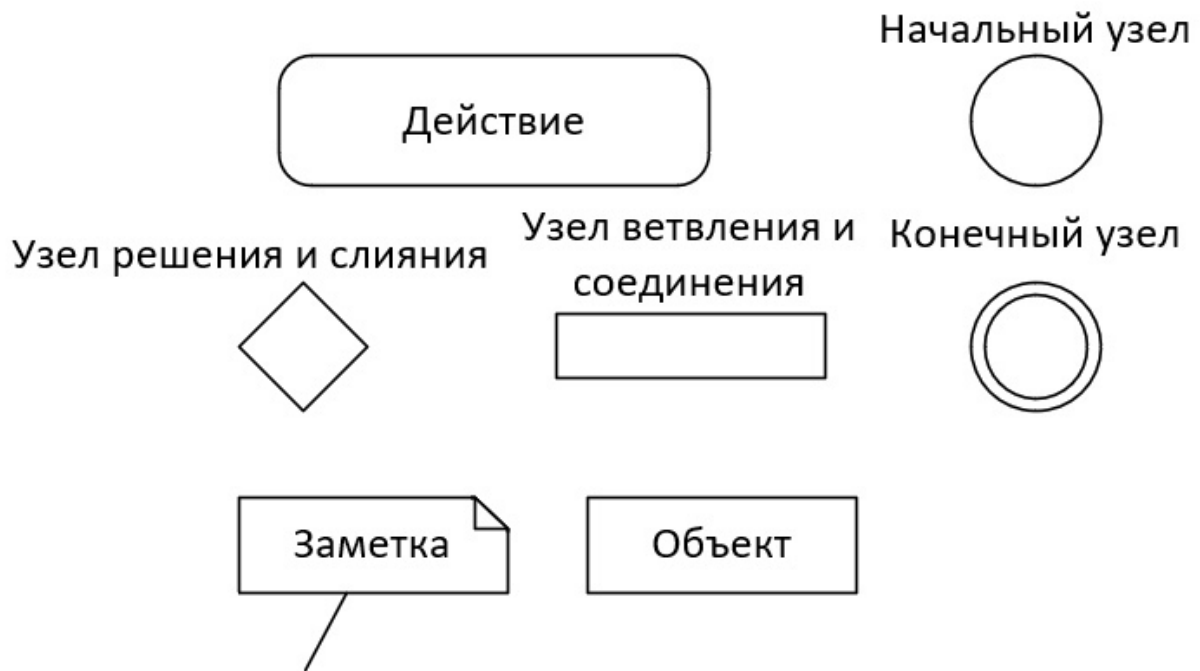 Начальный узел
Действие
Узел решения и слияния
Узел ветвления и
соединения
Конечный узел
Заметка
Объект